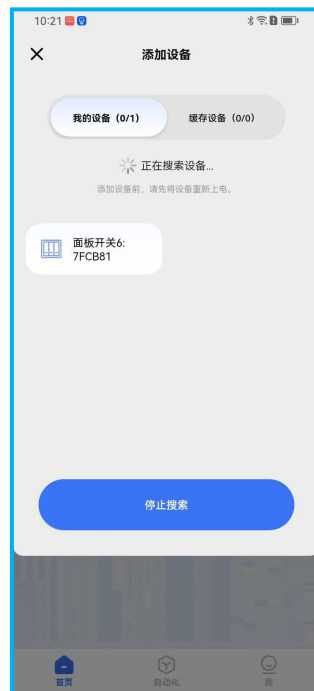 10:21
添加设备
我的设备（0/1） 缓存设备（0/0）
正在搜索设备...
添加设备前，请先将设备重新上电。
面板开关6:
7FCB81
停止搜索
首页 自动化 我